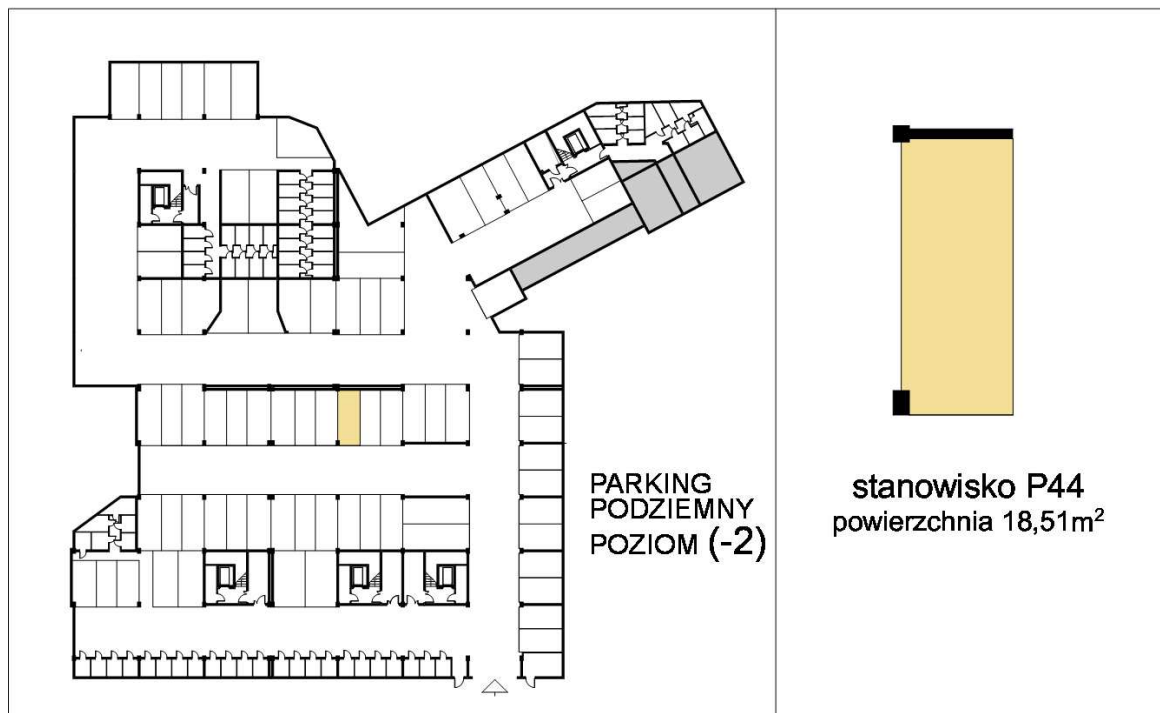 PARKING
PODZIEMNY
POZIOM (-2)
stanowisko P44
powierzchnia 18,51m²